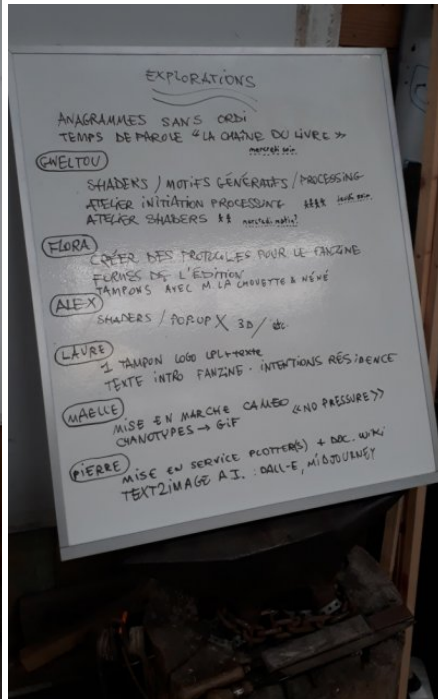 EXPLORATIONS
ANAGRAMMES SANS ORDI
TEMPS DE PAROLE "LA CHAÎNE DU LIVRE"
mercredi soir
GWELTOU
SHADERS / MOTIFS GÉNÉRATIFS / PROCESSING
ATELIER INITIATION PROCESSING **** jeudi soir
ATELIER SHADERS ** mercredi matin?
FLORA
CRÉER DES PROTOCOLES POUR LE FANZINE
FORMES DE L'ÉDITION
TAMPONS AVEC M. LA CHOUETTE & NÉNÉ
ALEX
SHADERS / POP.UP X 3D / etc.
LAURE
1 TAMPON LOGO LPL + texte
TEXTE INTRO FANZINE - INTENTIONS RÉSIDENCE
MAELLE
MISE EN MARCHE CAMEO «NO PRESSURE»
CYANOTYPES → GIF
PIERRE
MISE EN SERVICE PLOTTER(S) + DOC. WIKI
TEXT2IMAGE A.I. : DALL-E, MIDJOURNEY